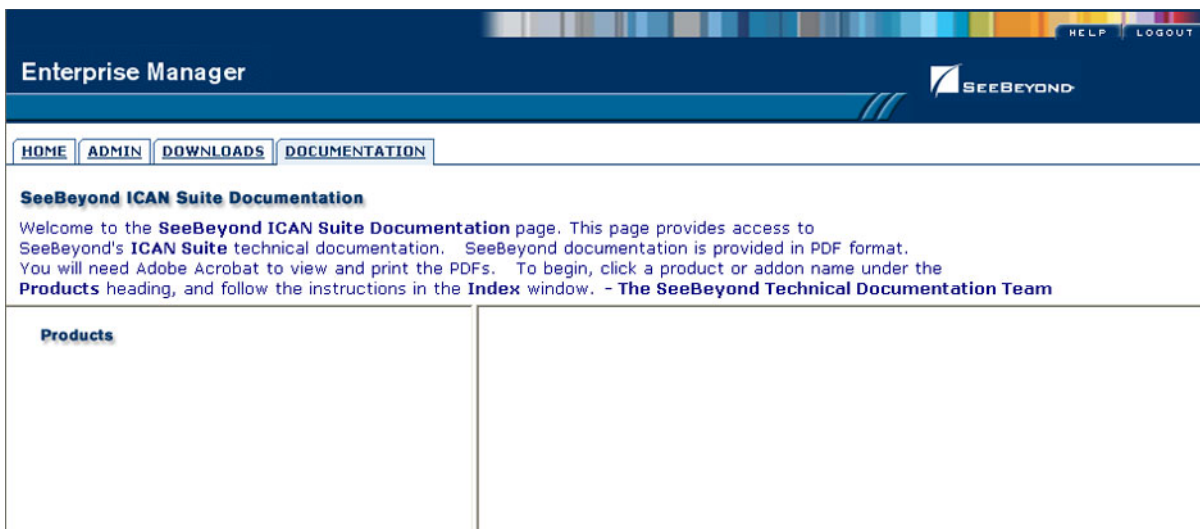 HELP LOGOUT
Enterprise Manager
SEEBEYOND
HOME ADMIN DOWNLOADS DOCUMENTATION
SeeBeyond ICAN Suite Documentation
Welcome to the SeeBeyond ICAN Suite Documentation page. This page provides access to
SeeBeyond's ICAN Suite technical documentation. SeeBeyond documentation is provided in PDF format.
You will need Adobe Acrobat to view and print the PDFs. To begin, click a product or addon name under the
Products heading, and follow the instructions in the Index window. - The SeeBeyond Technical Documentation Team
Products